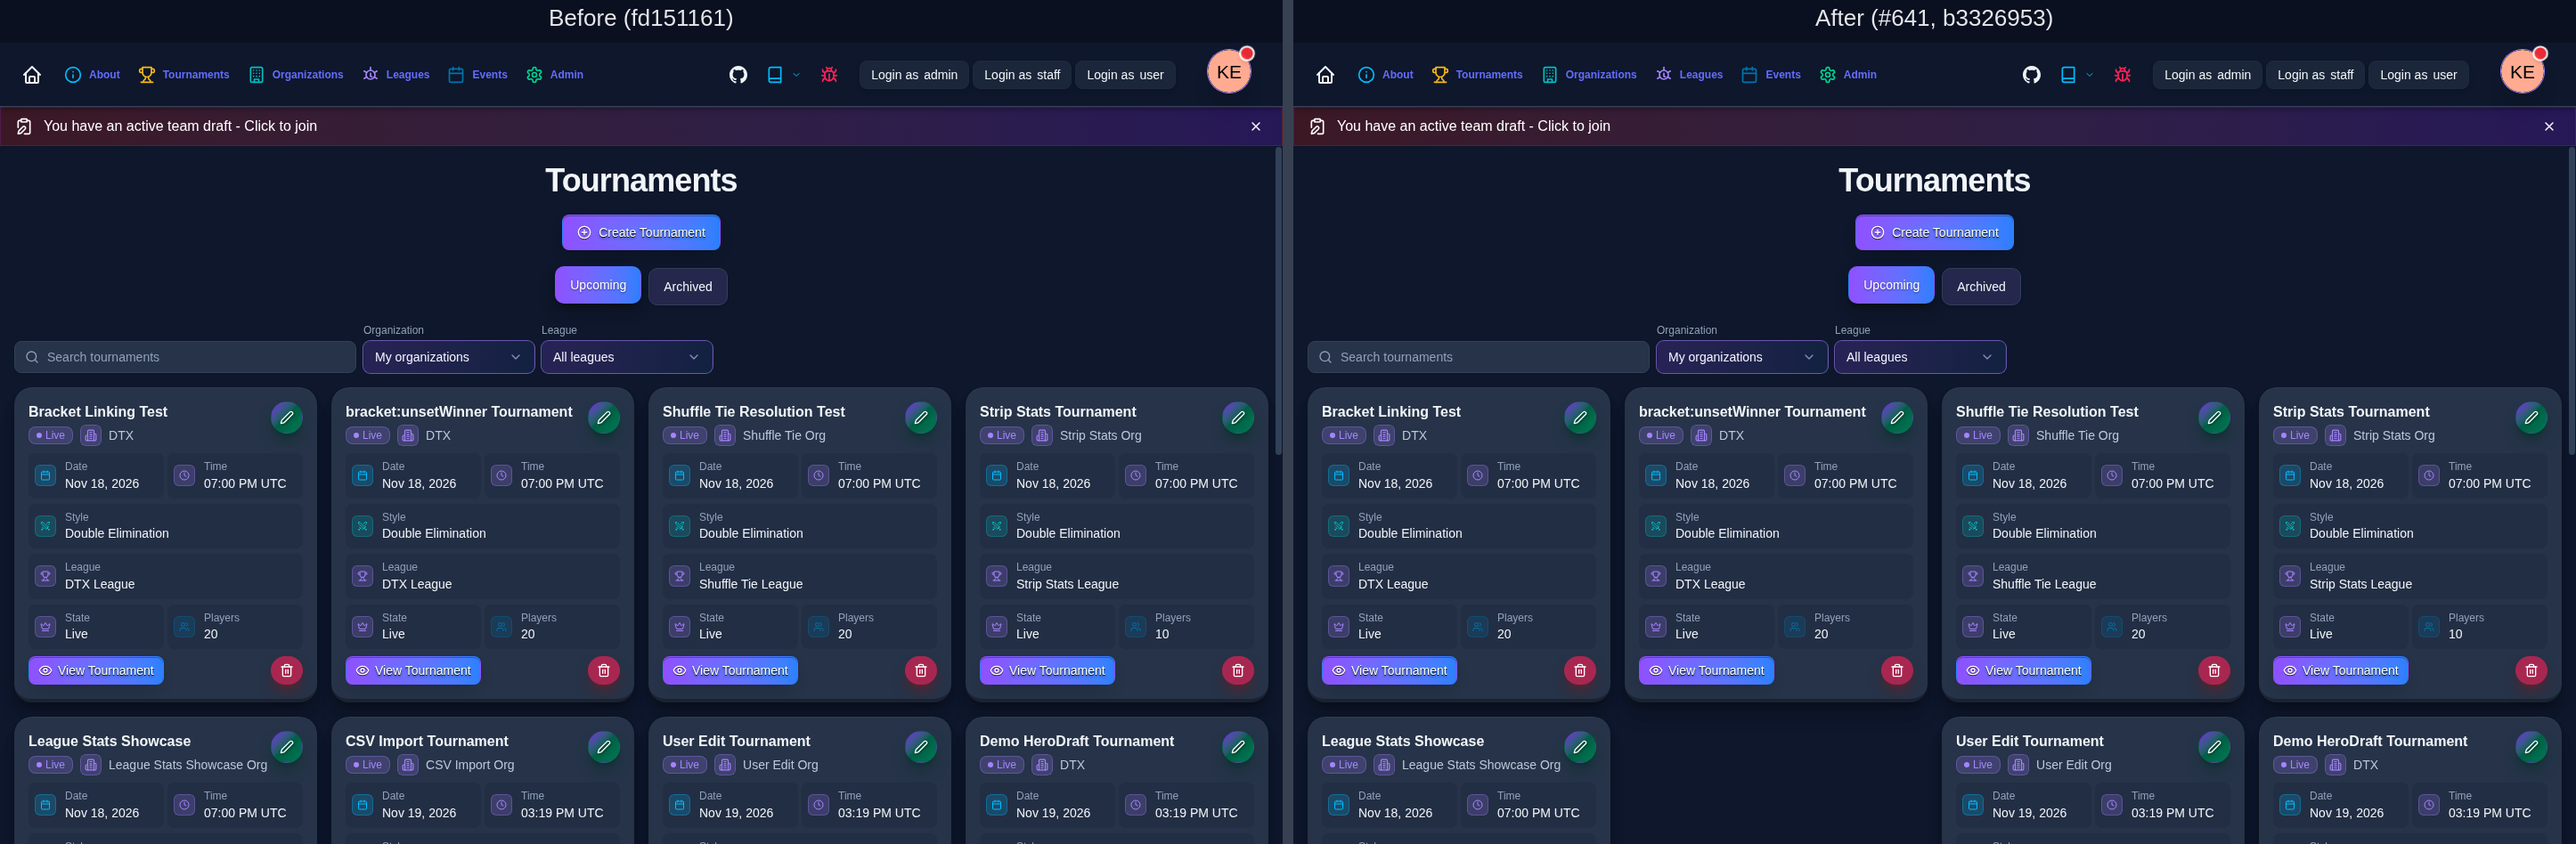 Before (fd151161)
About Tournaments Organizations Leagues Events Admin Login as admin Login as staff Login as user KE
You have an active team draft - Click to join
Tournaments
Create Tournament
Upcoming Archived
Organization League
Search tournaments My organizations All leagues
Bracket Linking Test bracket:unsetWinner Tournament Shuffle Tie Resolution Test Strip Stats Tournament
Live DTX Live DTX Live Shuffle Tie Org Live Strip Stats Org
Date Time Date Time Date Time Date Time
Nov 18, 2026 07:00 PM UTC Nov 18, 2026 07:00 PM UTC Nov 18, 2026 07:00 PM UTC Nov 18, 2026 07:00 PM UTC
Style Style Style Style
Double Elimination Double Elimination Double Elimination Double Elimination
League League League League
DTX League DTX League Shuffle Tie League Strip Stats League
State Players State Players State Players State Players
Live 20 Live 20 Live 20 Live 10
View Tournament View Tournament View Tournament View Tournament
League Stats Showcase CSV Import Tournament User Edit Tournament Demo HeroDraft Tournament
Live League Stats Showcase Org Live CSV Import Org Live User Edit Org Live DTX
Date Time Date Time Date Time Date Time
Nov 18, 2026 07:00 PM UTC Nov 19, 2026 03:19 PM UTC Nov 19, 2026 03:19 PM UTC Nov 19, 2026 03:19 PM UTC
After (#641, b3326953)
About Tournaments Organizations Leagues Events Admin Login as admin Login as staff Login as user KE
You have an active team draft - Click to join
Tournaments
Create Tournament
Upcoming Archived
Organization League
Search tournaments My organizations All leagues
Bracket Linking Test bracket:unsetWinner Tournament Shuffle Tie Resolution Test Strip Stats Tournament
Live DTX Live DTX Live Shuffle Tie Org Live Strip Stats Org
Date Time Date Time Date Time Date Time
Nov 18, 2026 07:00 PM UTC Nov 18, 2026 07:00 PM UTC Nov 18, 2026 07:00 PM UTC Nov 18, 2026 07:00 PM UTC
Style Style Style Style
Double Elimination Double Elimination Double Elimination Double Elimination
League League League League
DTX League DTX League Shuffle Tie League Strip Stats League
State Players State Players State Players State Players
Live 20 Live 20 Live 20 Live 10
View Tournament View Tournament View Tournament View Tournament
League Stats Showcase User Edit Tournament Demo HeroDraft Tournament
Live League Stats Showcase Org Live User Edit Org Live DTX
Date Time Date Time Date Time
Nov 18, 2026 07:00 PM UTC Nov 19, 2026 03:19 PM UTC Nov 19, 2026 03:19 PM UTC